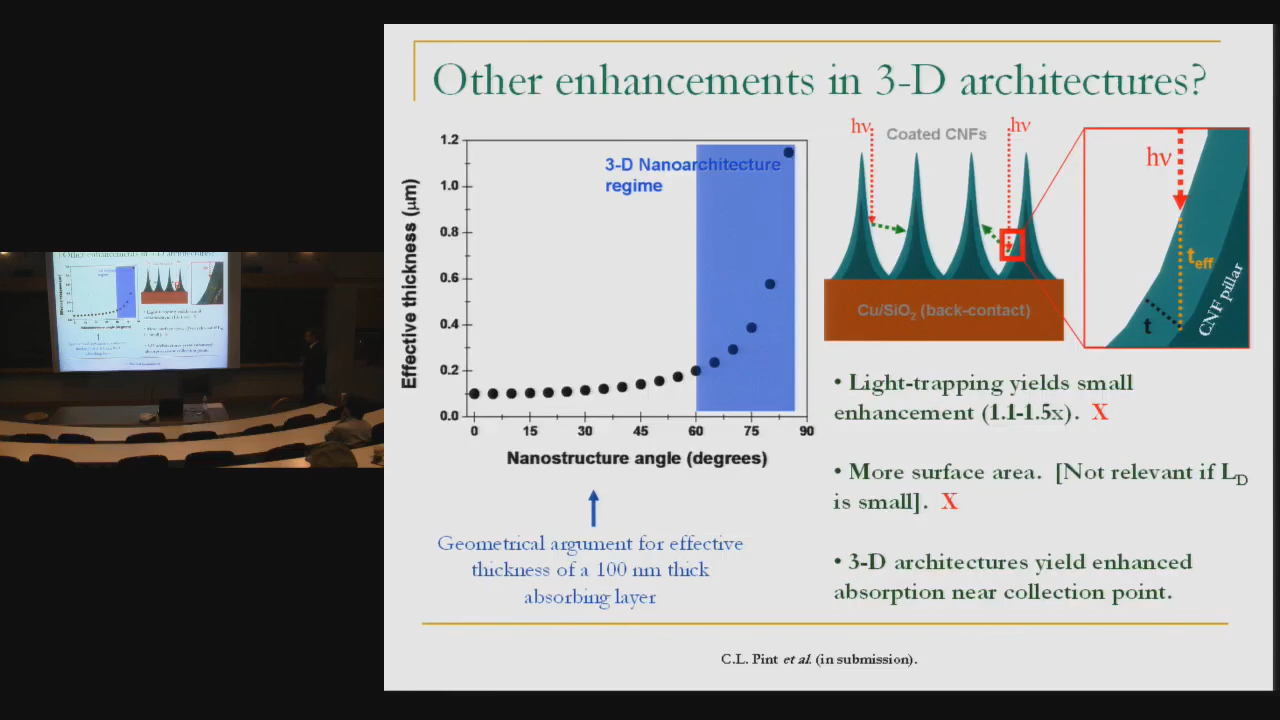 Other enhancements in 3-D architectures?
1.2
1.0
0.8
0.6
0.4
0.2
0.0
Effective thickness (μm)
3-D Nanoarchitecture
regime
0
15
30
45
60
75
90
Nanostructure angle (degrees)
Geometrical argument for effective
thickness of a 100 nm thick
absorbing layer
hν
Coated CNFs
hν
Cu/SiO₂ (back-contact)
hν
t_eff
t
CNF pillar
• Light-trapping yields small
enhancement (1.1-1.5x). X
• More surface area. [Not relevant if L_D
is small]. X
• 3-D architectures yield enhanced
absorption near collection point.
C.L. Pint et al. (in submission).